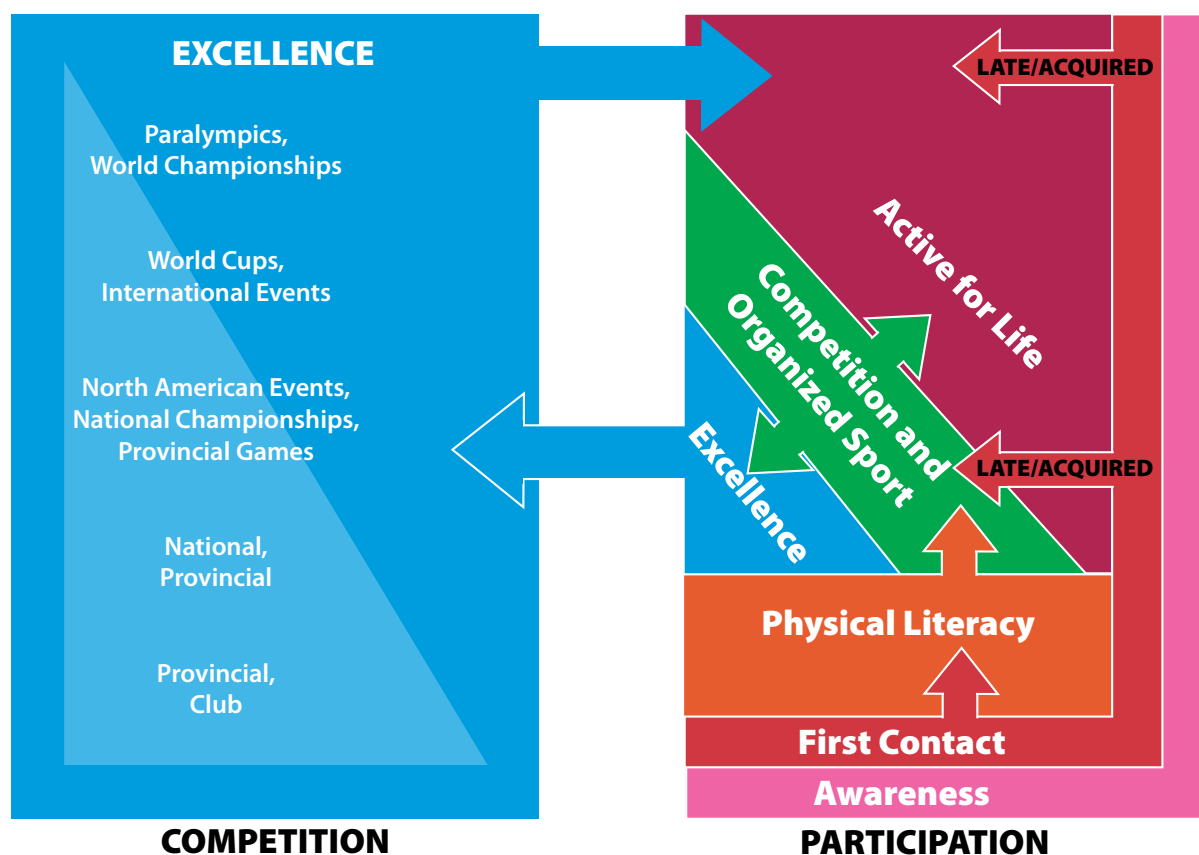 EXCELLENCE
Paralympics,
World Championships
World Cups,
International Events
North American Events,
National Championships,
Provincial Games
National,
Provincial
Provincial,
Club
COMPETITION
LATE/ACQUIRED
Active for Life
Competition and
Organized Sport
Excellence
LATE/ACQUIRED
Physical Literacy
First Contact
Awareness
PARTICIPATION